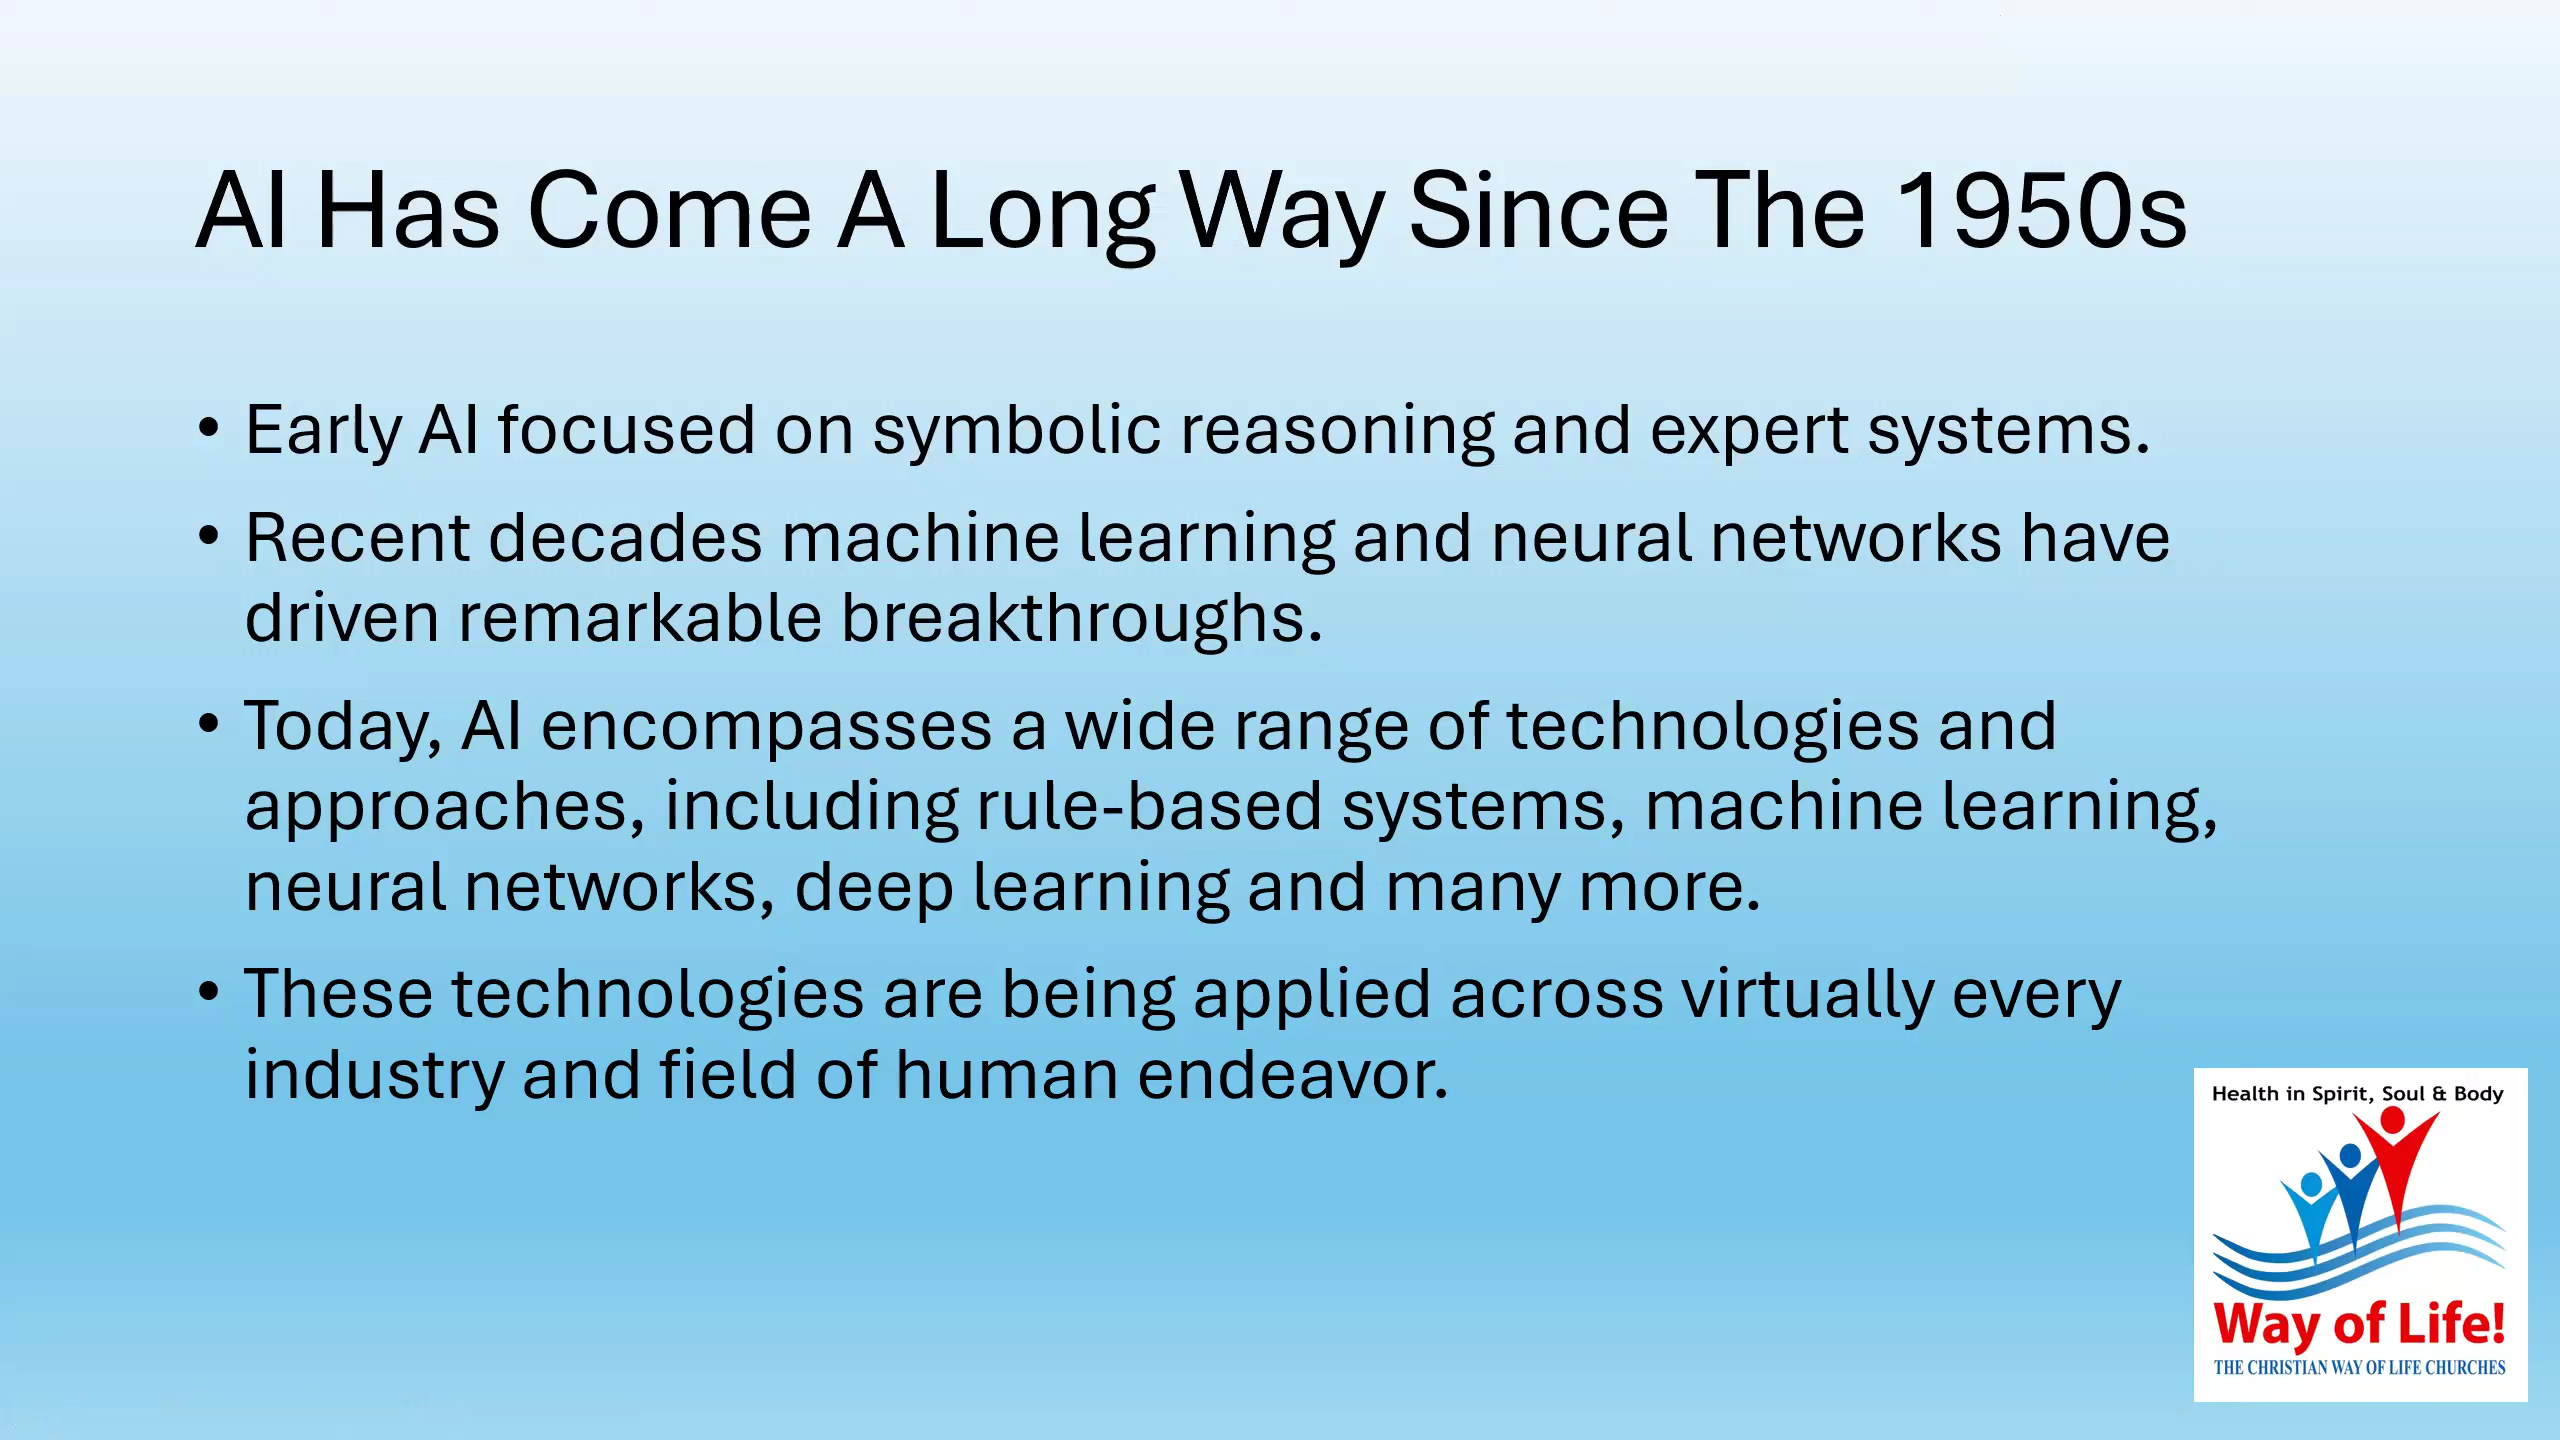 AI Has Come A Long Way Since The 1950s
• Early AI focused on symbolic reasoning and expert systems.
• Recent decades machine learning and neural networks have
driven remarkable breakthroughs.
• Today, AI encompasses a wide range of technologies and
approaches, including rule-based systems, machine learning,
neural networks, deep learning and many more.
• These technologies are being applied across virtually every
industry and field of human endeavor.
Health in Spirit, Soul & Body
Way of Life!
THE CHRISTIAN WAY OF LIFE CHURCHES